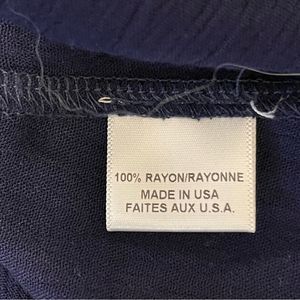 100% RAYON/RAYONNE
MADE IN USA
FAITES AUX U.S.A.